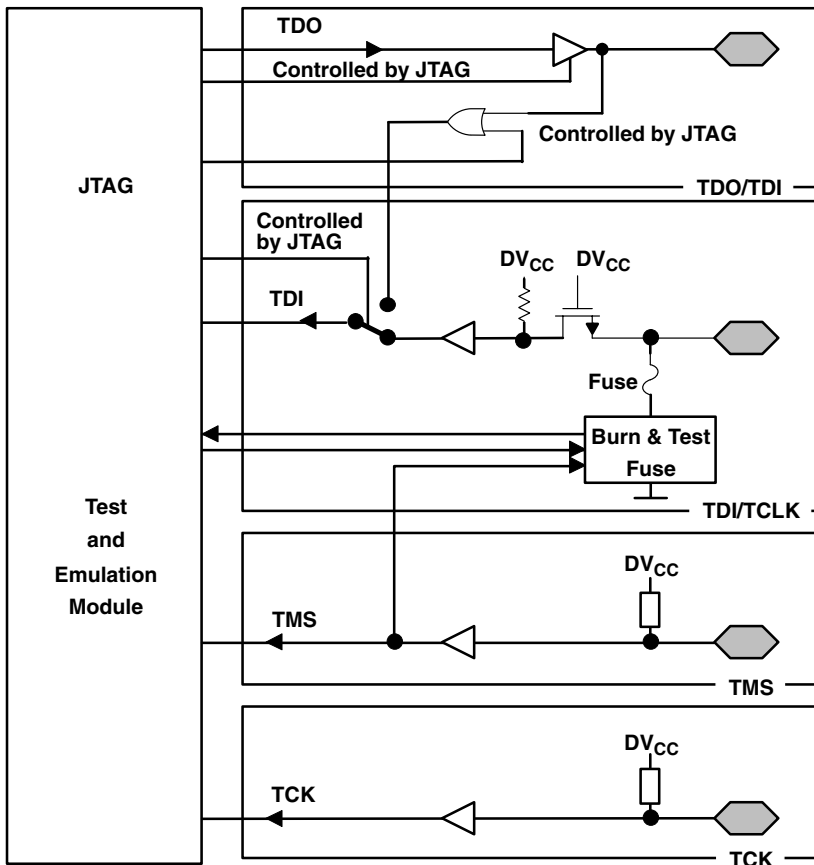 TDO
Controlled by JTAG
Controlled by JTAG
TDO/TDI
JTAG
Controlled
by JTAG
DVCC
DVCC
TDI
Fuse
Burn & Test
Fuse
TDI/TCLK
Test
and
Emulation
Module
DVCC
TMS
TMS
DVCC
TCK
TCK